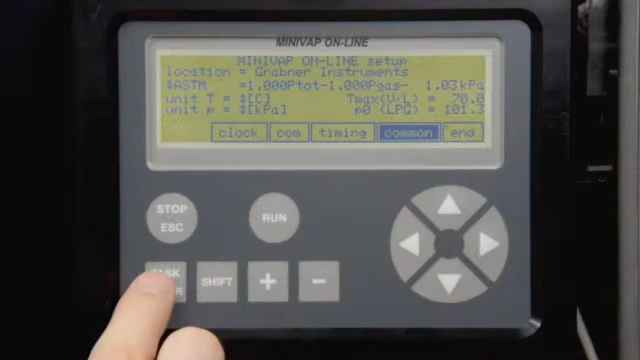 MINIVAP ON-LINE
MINIVAP ON-LINE setup
location = Grabner Instruments
$ASTM =1.000Ptot-1.000Pgas- 1.03kPa
unit T = $[C] Tmax(V/L) = 70.0
unit p = $[kPa] p0 (LPG) = 101.3
clock com timing common end
STOP
ESC
RUN
SHIFT
+
-